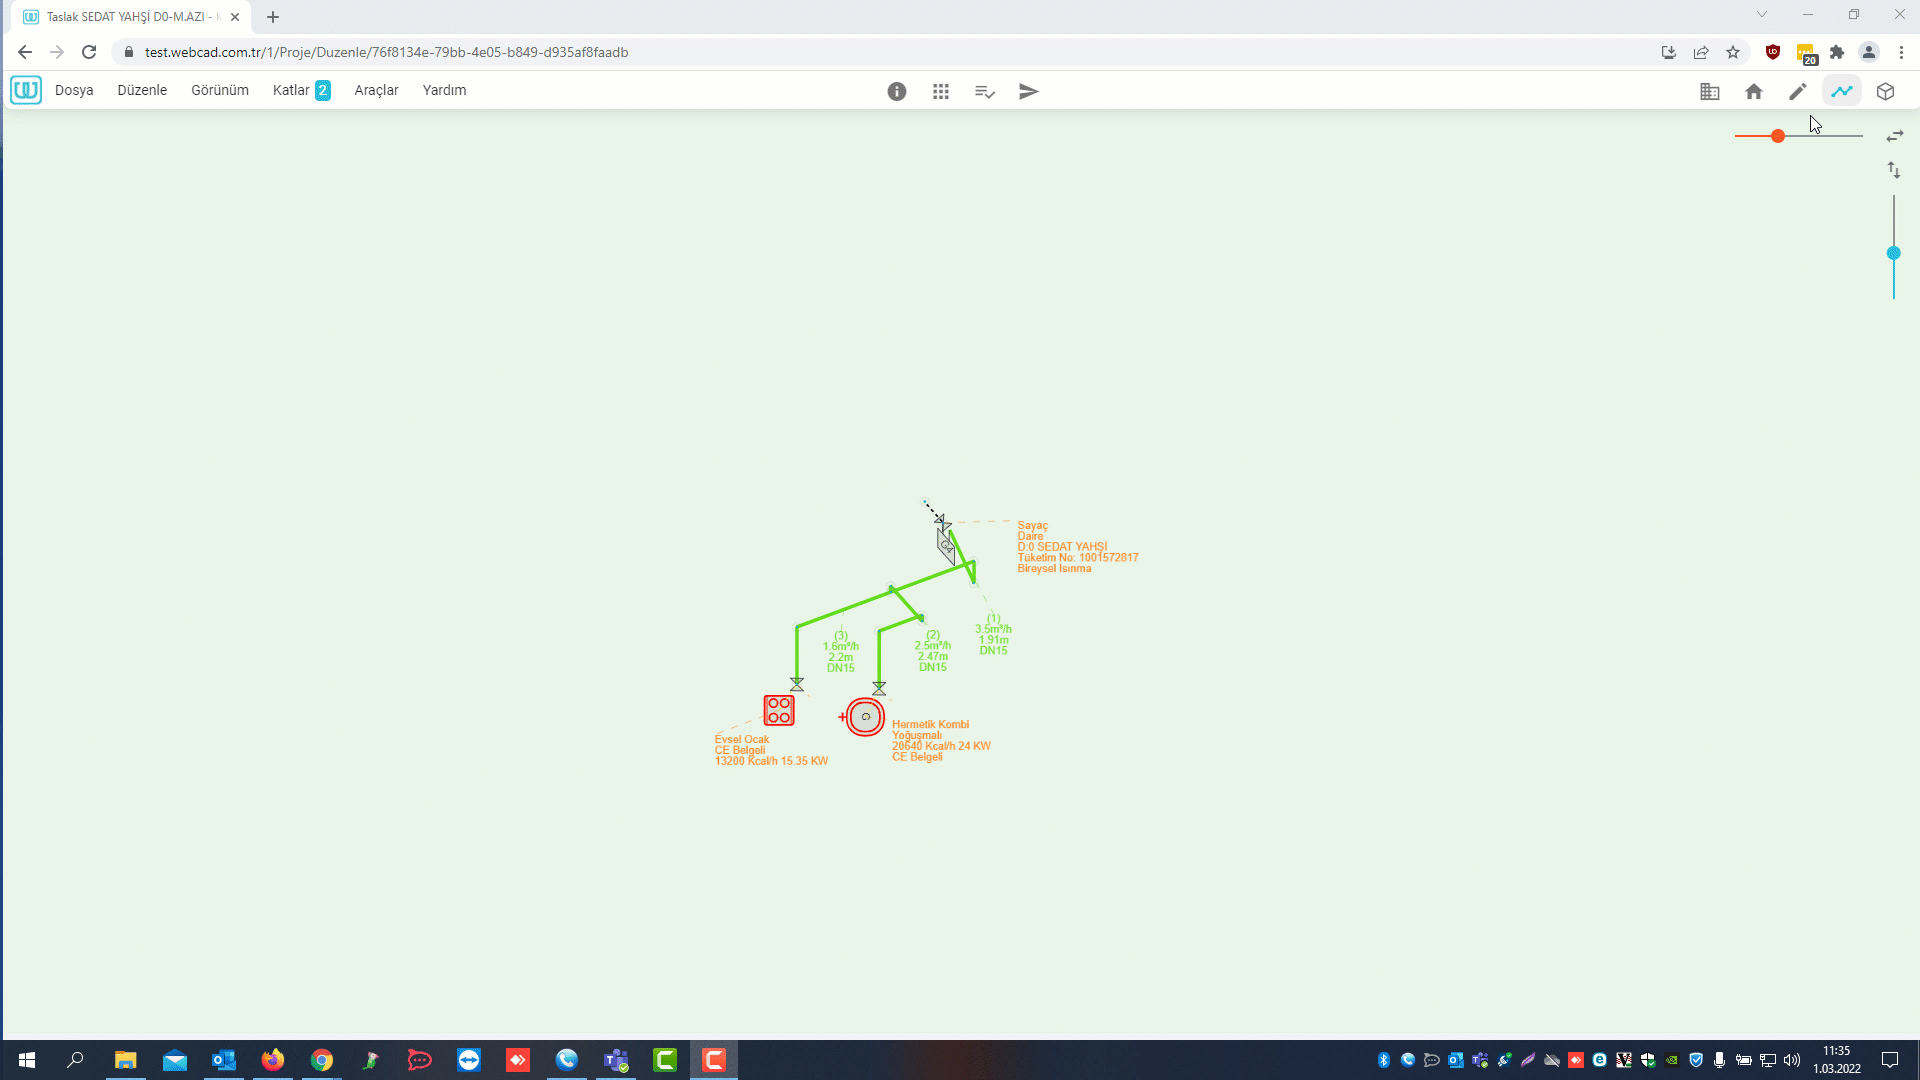 Taslak SEDAT YAHŞİ D0-M.AZI -
test.webcad.com.tr/1/Proje/Duzenle/76f8134e-79bb-4e05-b849-d935af8faadb
20
Dosya Düzenle Görünüm Katlar 2 Araçlar Yardım
G4
Sayaç
Daire
D:0 SEDAT YAHŞİ
Tüketim No: 1001572817
Bireysel Isınma
(1)
3.5m³/h
1.91m
DN15
(2)
2.5m³/h
2.47m
DN15
(3)
1.6m³/h
2.2m
DN15
G
Hermetik Kombi
Yoğuşmalı
20640 Kcal/h 24 KW
CE Belgeli
Evsel Ocak
CE Belgeli
13200 Kcal/h 15.35 KW
11:35
1.03.2022